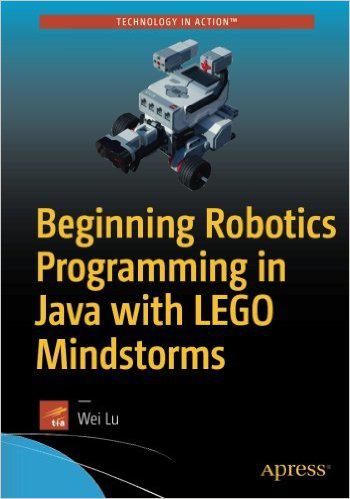 TECHNOLOGY IN ACTION™
Beginning Robotics
Programming in
Java with LEGO
Mindstorms
tia
Wei Lu
Apress®